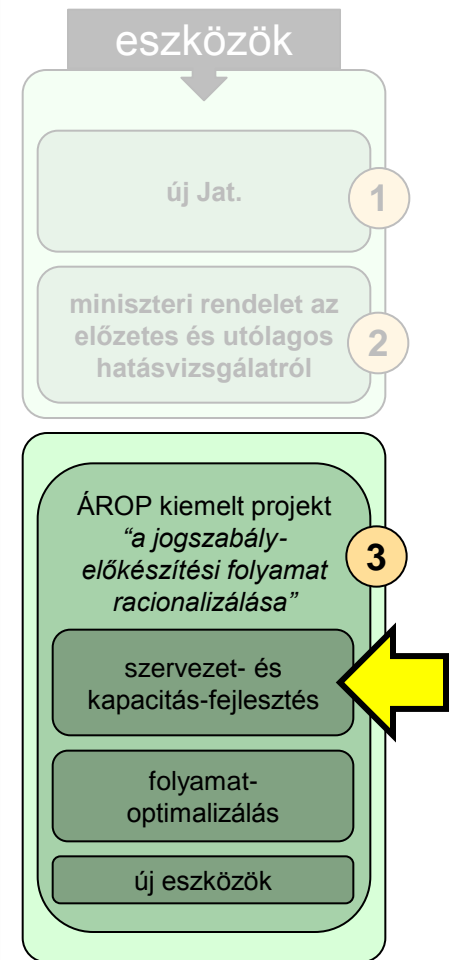 eszközök
új Jat.
1
miniszteri rendelet az
előzetes és utólagos
hatásvizsgálatról
2
ÁROP kiemelt projekt
“a jogszabály-
előkészítési folyamat
racionalizálása”
3
szervezet- és
kapacitás-fejlesztés
folyamat-
optimalizálás
új eszközök